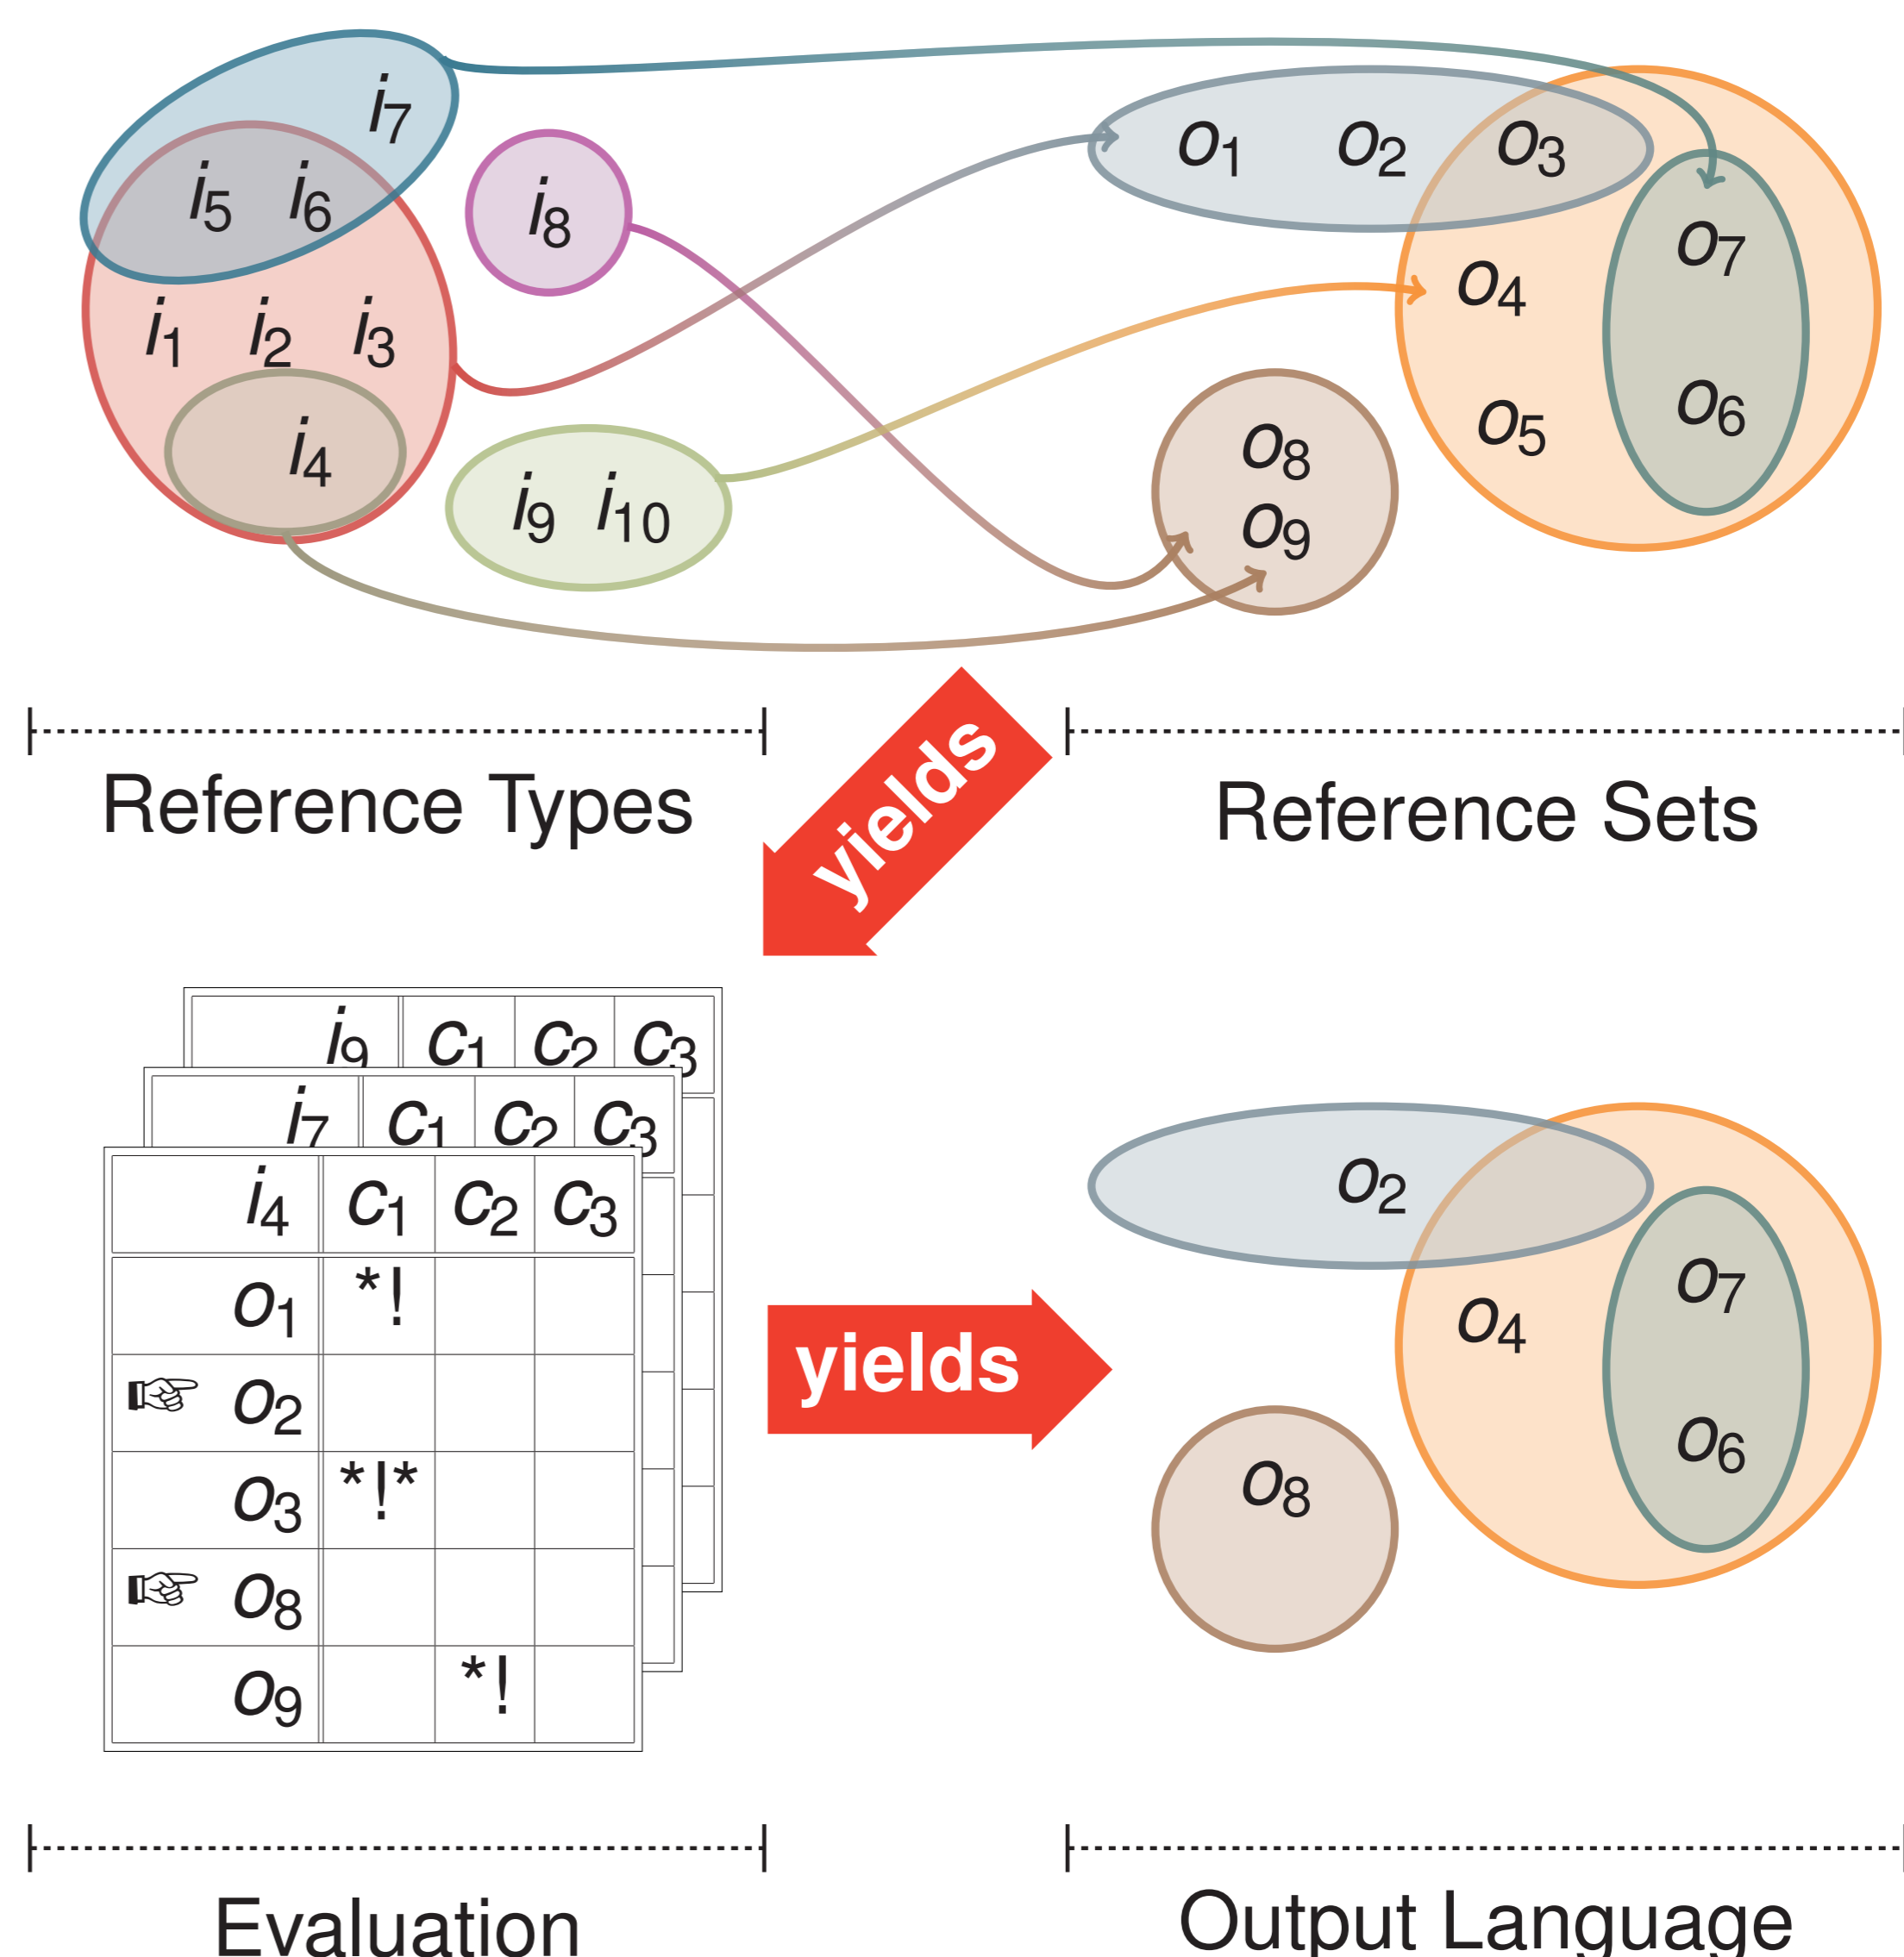 i7
i5 i6
i8
i1 i2 i3
i4
i9 i10
o1 o2 o3
o7
o4
o6
o5
o8
o9
Reference Types
yields
Reference Sets
i9 c1 c2 c3
i7 c1 c2 c3
i4 c1 c2 c3
o1 *!
☞ o2
o3 *!*
☞ o8
o9 *!
yields
o2
o7
o4
o6
o8
Evaluation
Output Language